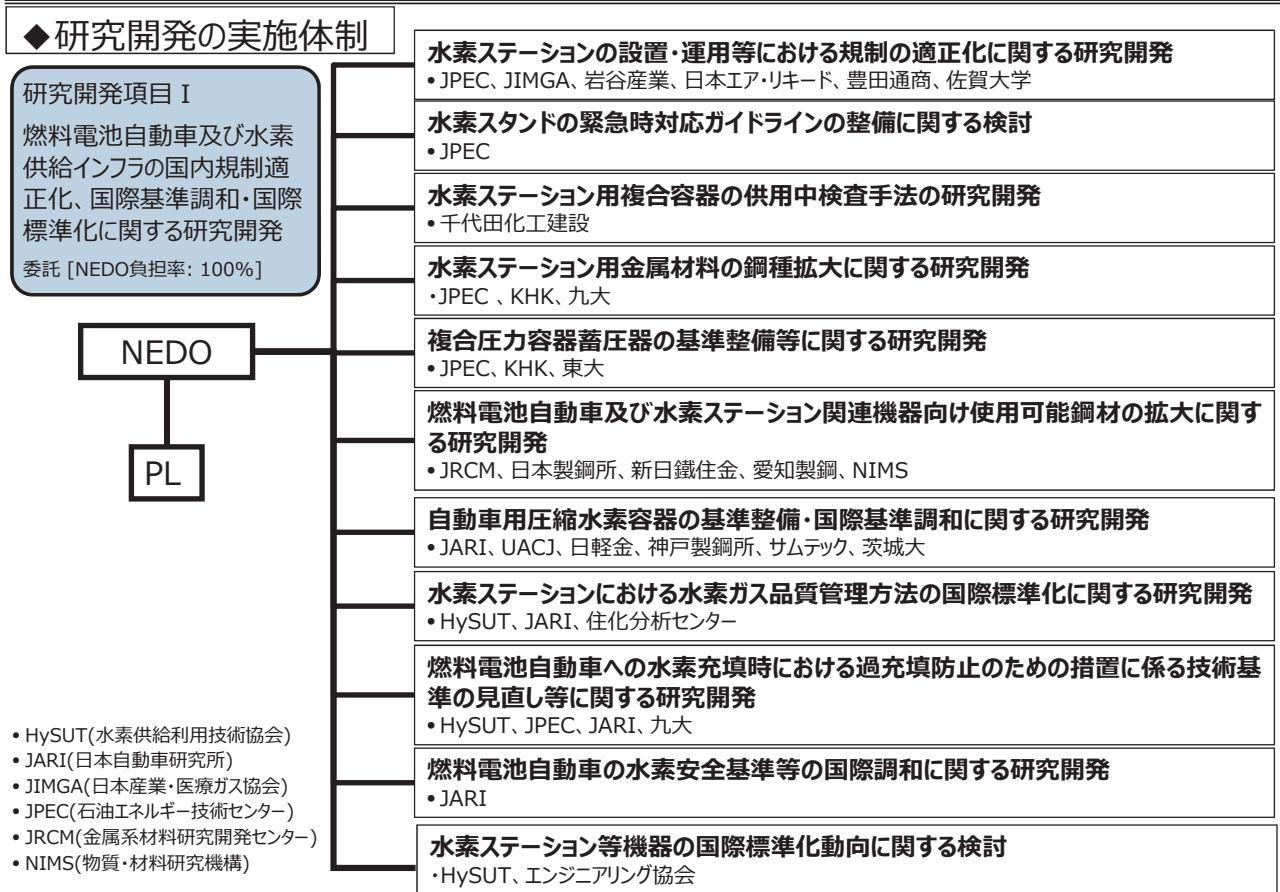 ◆研究開発の実施体制
研究開発項目 I
燃料電池自動車及び水素
供給インフラの国内規制適
正化、国際基準調和・国際
標準化に関する研究開発
委託 [NEDO負担率: 100%]
NEDO
PL
水素ステーションの設置・運用等における規制の適正化に関する研究開発
• JPEC、JIMGA、岩谷産業、日本エア・リキード、豊田通商、佐賀大学
水素スタンドの緊急時対応ガイドラインの整備に関する検討
• JPEC
水素ステーション用複合容器の供用中検査手法の研究開発
• 千代田化工建設
水素ステーション用金属材料の鋼種拡大に関する研究開発
・JPEC 、KHK、九大
複合圧力容器蓄圧器の基準整備等に関する研究開発
• JPEC、KHK、東大
燃料電池自動車及び水素ステーション関連機器向け使用可能鋼材の拡大に関す
る研究開発
• JRCM、日本製鋼所、新日鐵住金、愛知製鋼、NIMS
自動車用圧縮水素容器の基準整備・国際基準調和に関する研究開発
• JARI、UACJ、日軽金、神戸製鋼所、サムテック、茨城大
水素ステーションにおける水素ガス品質管理方法の国際標準化に関する研究開発
• HySUT、JARI、住化分析センター
燃料電池自動車への水素充填時における過充填防止のための措置に係る技術基
準の見直し等に関する研究開発
• HySUT、JPEC、JARI、九大
燃料電池自動車の水素安全基準等の国際調和に関する研究開発
• JARI
水素ステーション等機器の国際標準化動向に関する検討
・HySUT、エンジニアリング協会
• HySUT(水素供給利用技術協会)
• JARI(日本自動車研究所)
• JIMGA(日本産業・医療ガス協会)
• JPEC(石油エネルギー技術センター)
• JRCM(金属系材料研究開発センター)
• NIMS(物質・材料研究機構)